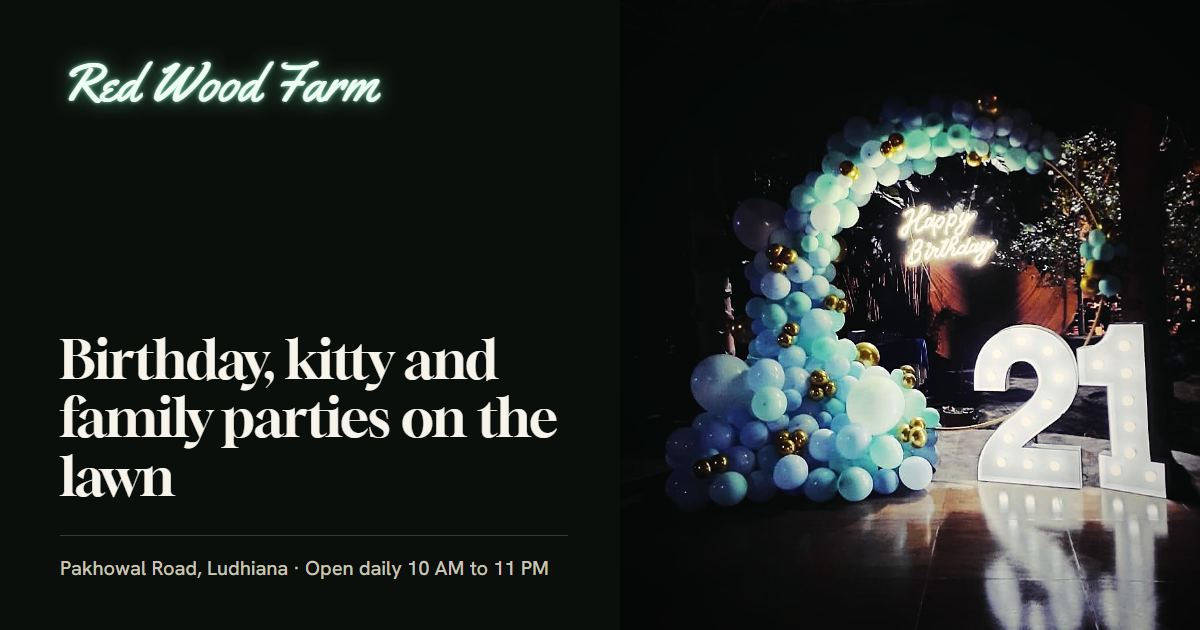 Red Wood Farm
Birthday, kitty and
family parties on the
lawn
Pakhowal Road, Ludhiana · Open daily 10 AM to 11 PM
Happy
Birthday
21